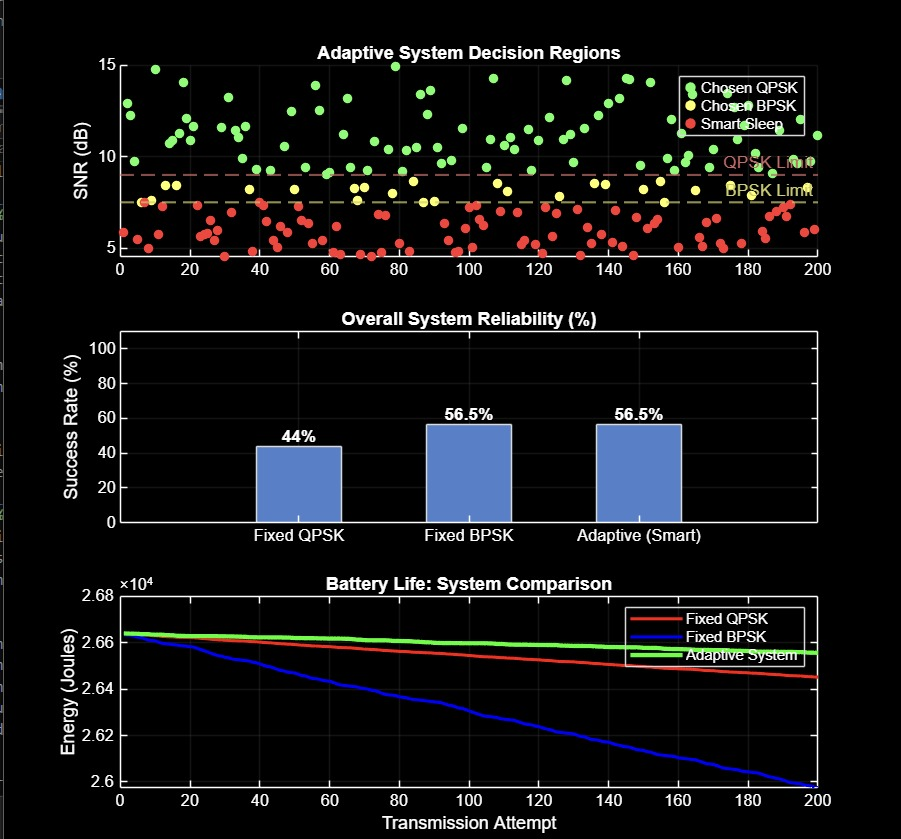 Adaptive System Decision Regions
15
10
5
SNR (dB)
Chosen QPSK
Chosen BPSK
Smart Sleep
QPSK Limit
BPSK Limit
0 20 40 60 80 100 120 140 160 180 200
Overall System Reliability (%)
100
80
60
40
20
0
Success Rate (%)
44%
56.5%
56.5%
Fixed QPSK Fixed BPSK Adaptive (Smart)
Battery Life: System Comparison
×10⁴
2.68
2.66
2.64
2.62
2.6
Energy (Joules)
Fixed QPSK
Fixed BPSK
Adaptive System
0 20 40 60 80 100 120 140 160 180 200
Transmission Attempt